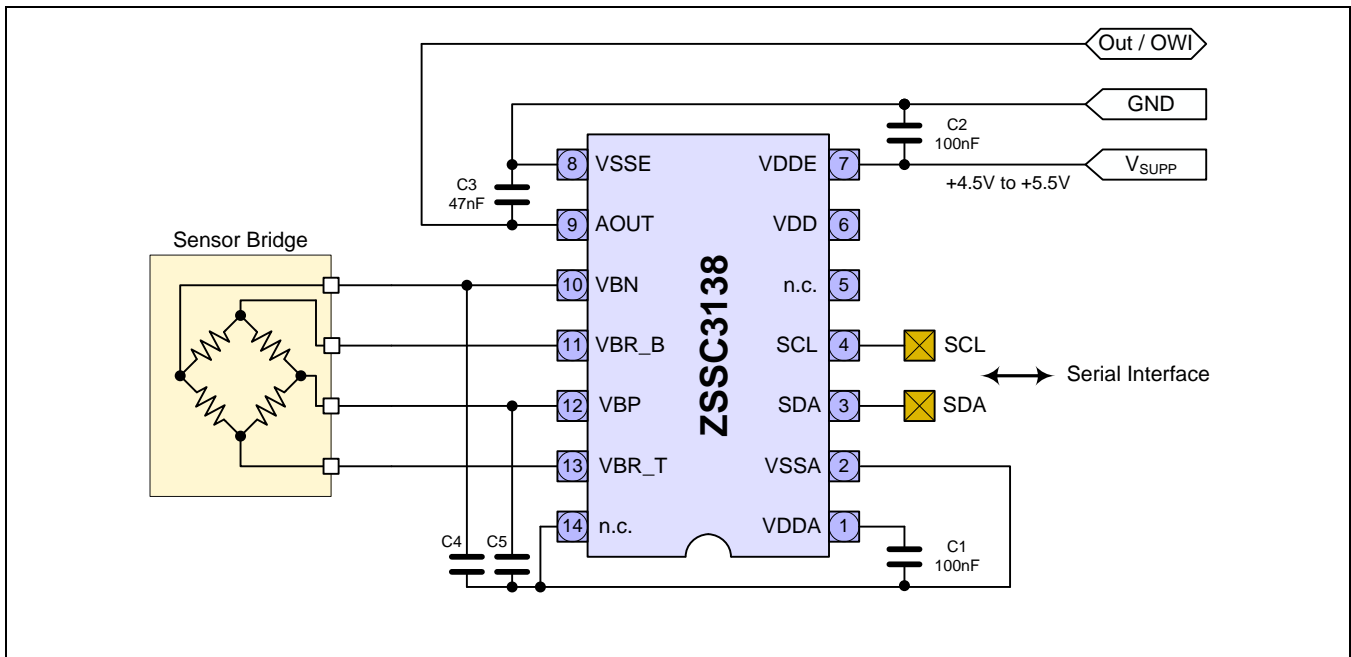 Out / OWI
GND
C2
100nF
8 VSSE
VDDE 7
V_SUPP
+4.5V to +5.5V
C3
47nF
9 AOUT
VDD 6
Sensor Bridge
10 VBN
n.c. 5
ZSSC3138
11 VBR_B
SCL 4
SCL
Serial Interface
12 VBP
SDA 3
SDA
13 VBR_T
VSSA 2
14 n.c.
VDDA 1
C4
C5
C1
100nF